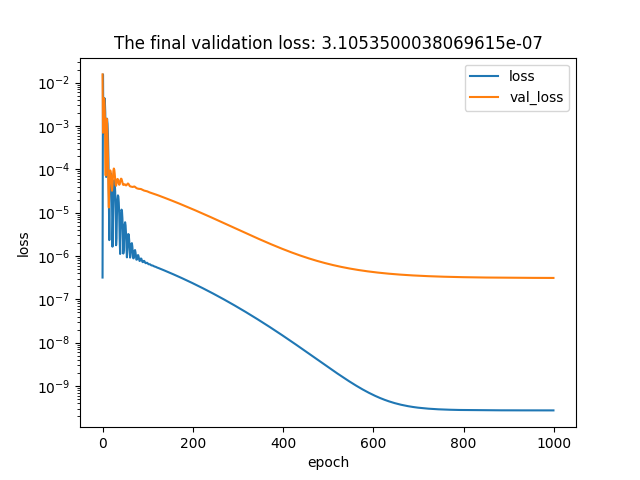 The final validation loss: 3.1053500038069615e-07
loss
val_loss
10^-2
10^-3
10^-4
10^-5
10^-6
10^-7
10^-8
10^-9
loss
0 200 400 600 800 1000
epoch